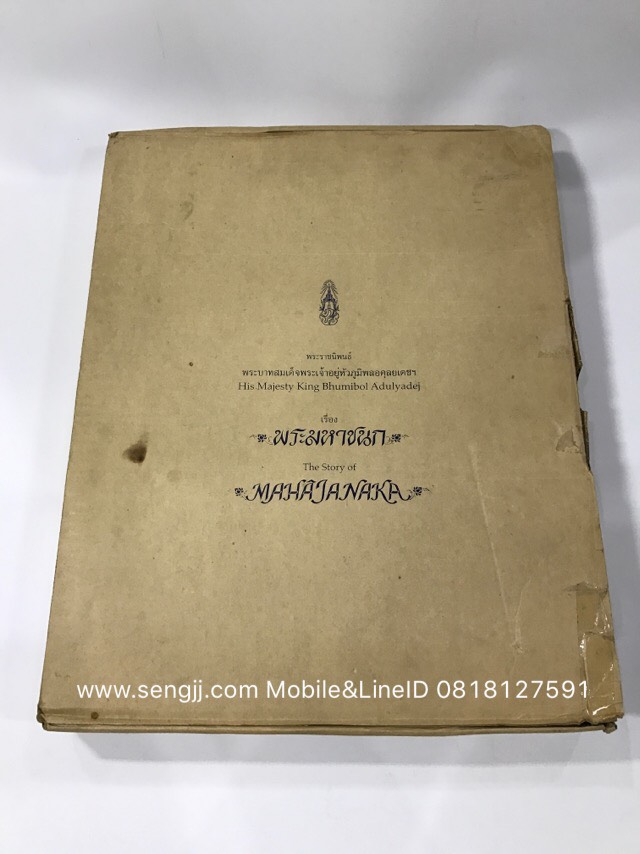 พระราชนิพนธ์
พระบาทสมเด็จพระเจ้าอยู่หัวภูมิพลอดุลยเดชฯ
His Majesty King Bhumibol Adulyadej
เรื่อง
พระมหาชนก
The Story of
MAHAJANAKA
www.sengjj.com Mobile&LineID 0818127591